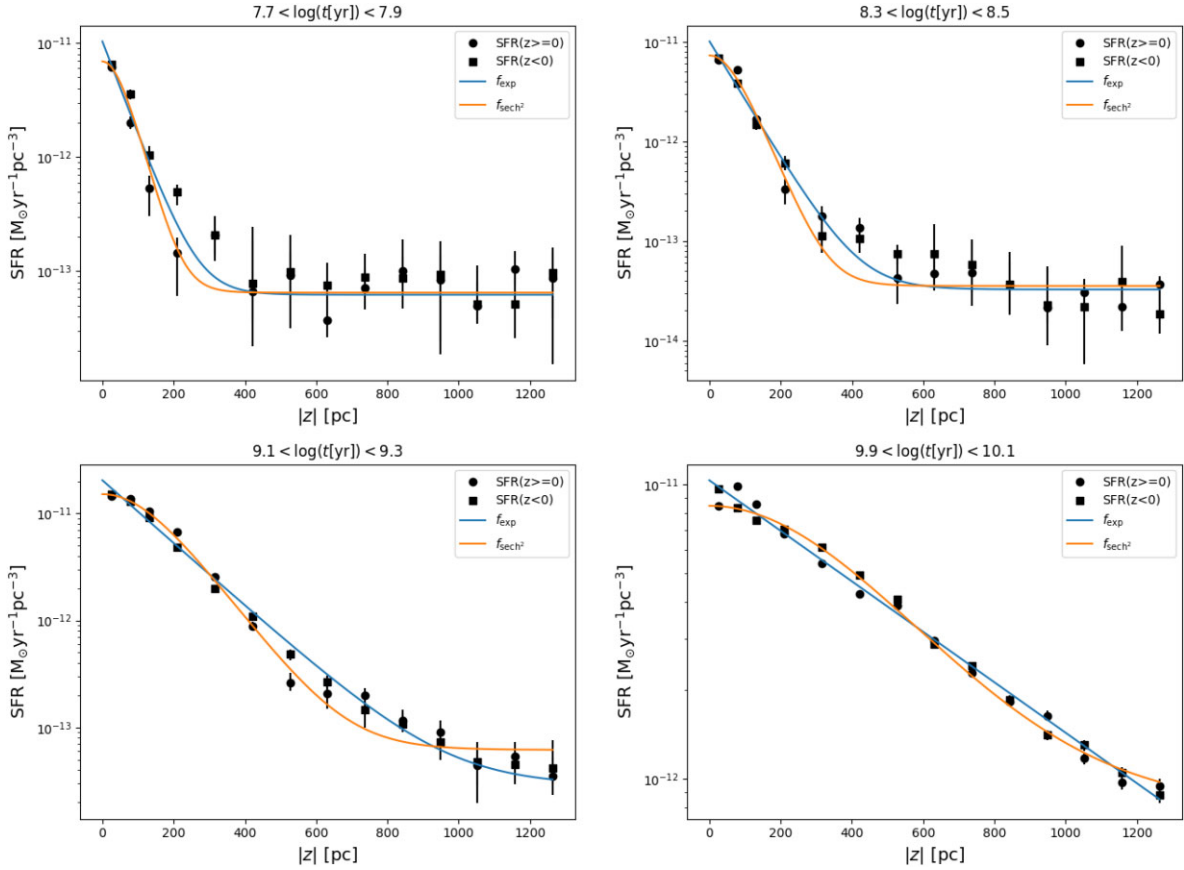 7.7 < log(t[yr]) < 7.9
SFR [M⊙yr⁻¹pc⁻³]
10⁻¹¹
10⁻¹²
10⁻¹³
SFR(z>=0)
SFR(z<0)
f_exp
f_sech²
0 200 400 600 800 1000 1200
|z| [pc]
8.3 < log(t[yr]) < 8.5
SFR [M⊙yr⁻¹pc⁻³]
10⁻¹¹
10⁻¹²
10⁻¹³
10⁻¹⁴
SFR(z>=0)
SFR(z<0)
f_exp
f_sech²
0 200 400 600 800 1000 1200
|z| [pc]
9.1 < log(t[yr]) < 9.3
SFR [M⊙yr⁻¹pc⁻³]
10⁻¹¹
10⁻¹²
10⁻¹³
SFR(z>=0)
SFR(z<0)
f_exp
f_sech²
0 200 400 600 800 1000 1200
|z| [pc]
9.9 < log(t[yr]) < 10.1
SFR [M⊙yr⁻¹pc⁻³]
10⁻¹¹
10⁻¹²
SFR(z>=0)
SFR(z<0)
f_exp
f_sech²
0 200 400 600 800 1000 1200
|z| [pc]